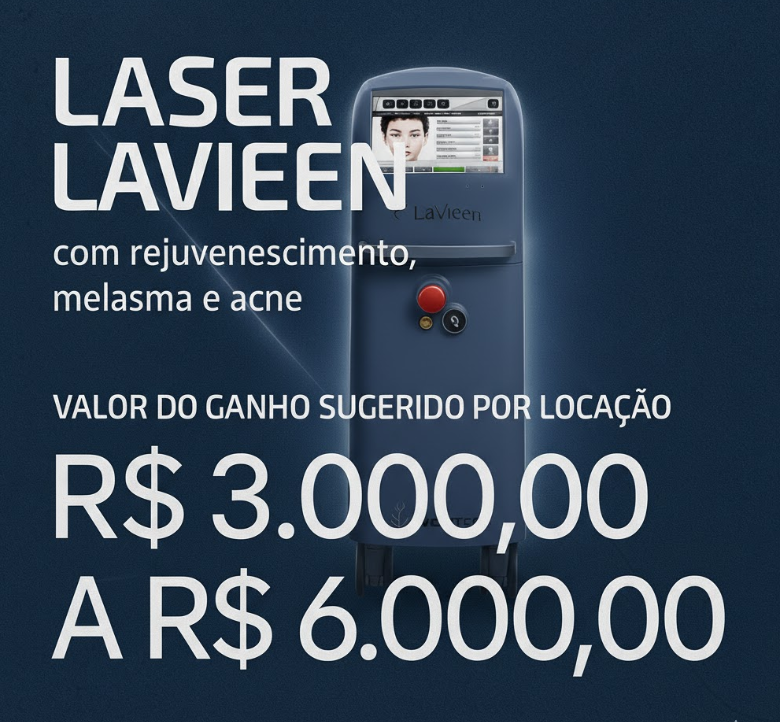 LASER
LAVIEEN
LaVieen
com rejuvenescimento,
melasma e acne
VALOR DO GANHO SUGERIDO POR LOCAÇÃO
R$ 3.000,00
A R$ 6.000,00